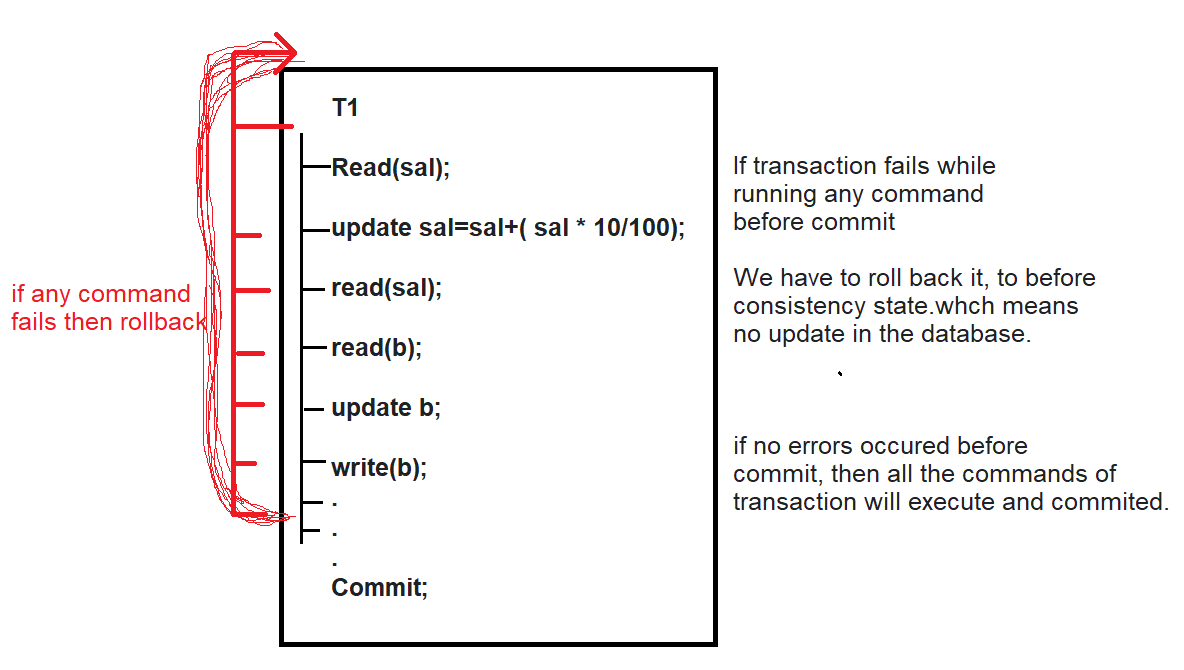 T1
Read(sal);
update sal=sal+( sal * 10/100);
read(sal);
read(b);
update b;
write(b);
.
.
.
Commit;
if any command
fails then rollback
If transaction fails while
running any command
before commit
We have to roll back it, to before
consistency state.whch means
no update in the database.
if no errors occured before
commit, then all the commands of
transaction will execute and commited.